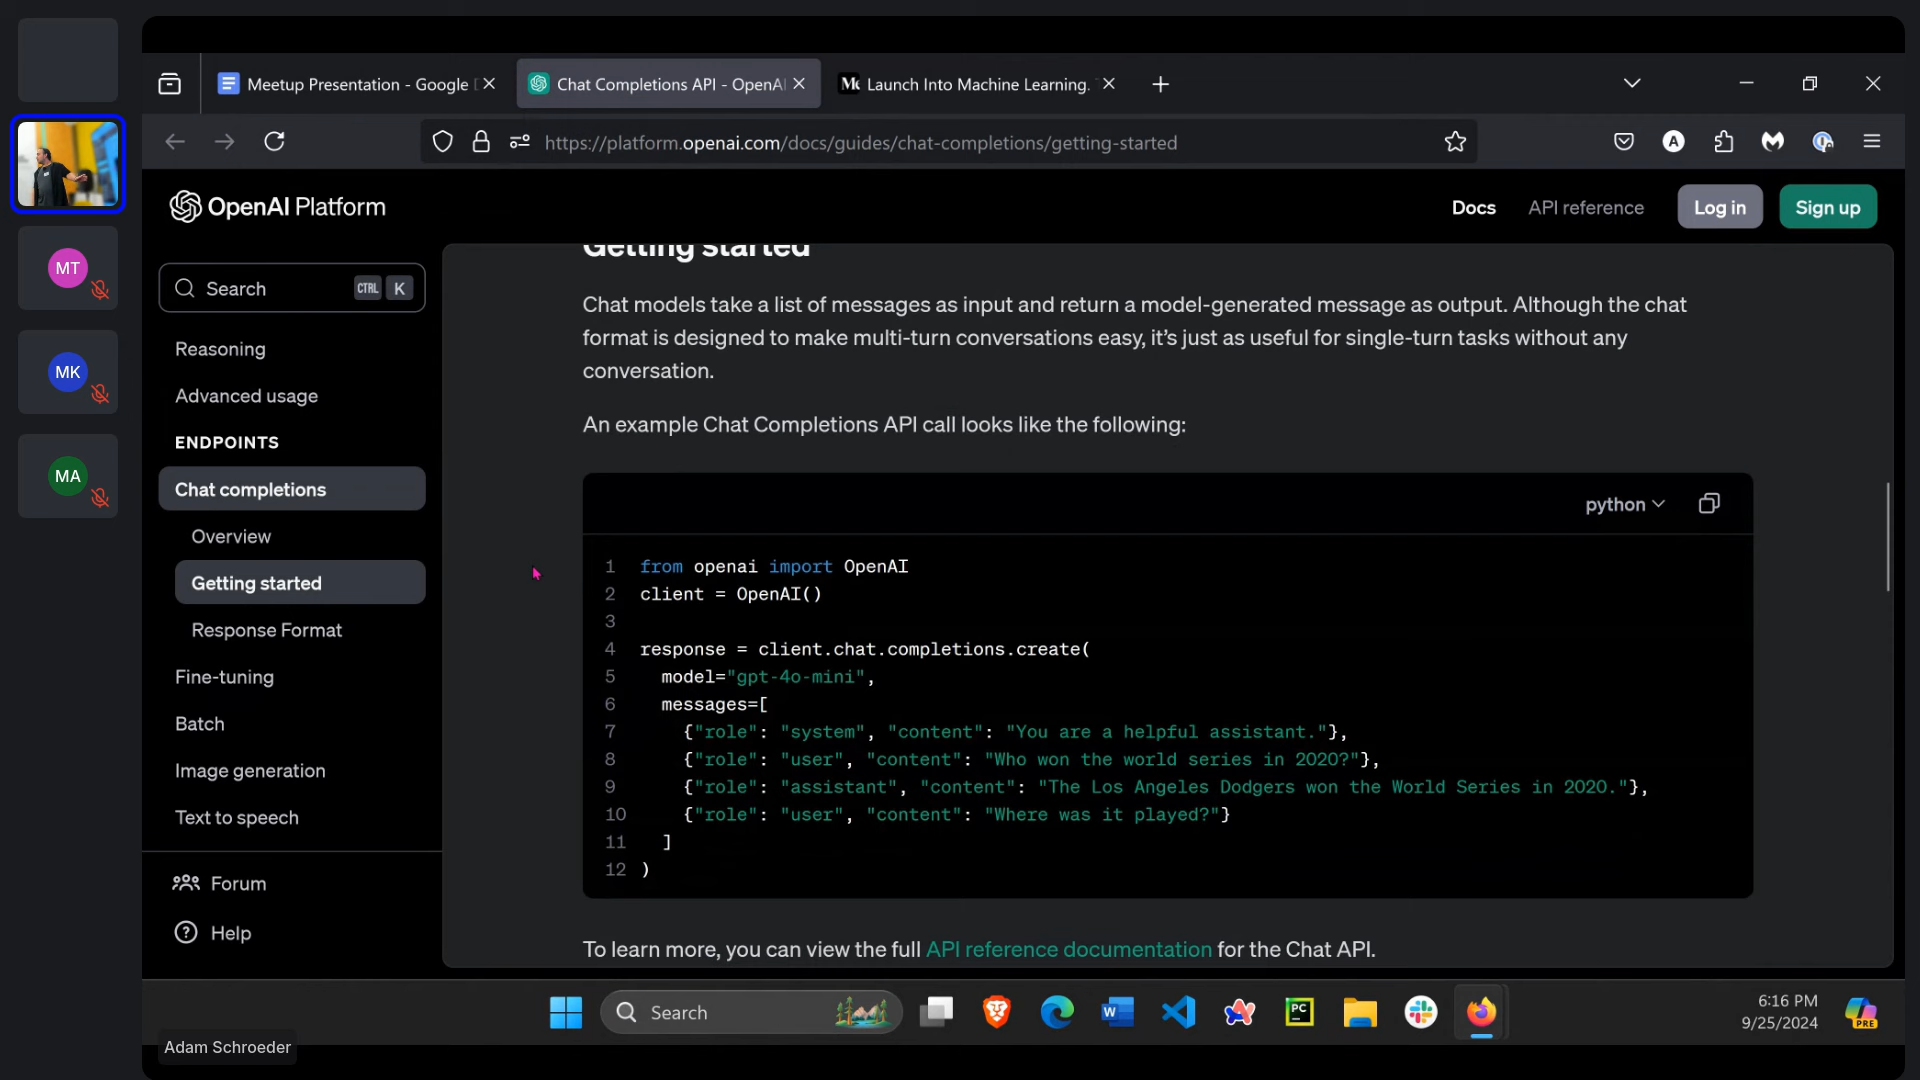 Meetup Presentation - Google
Chat Completions API - OpenAI
Launch Into Machine Learning.
https://platform.openai.com/docs/guides/chat-completions/getting-started
A
OpenAI Platform
Docs
API reference
Log in
Sign up
MT
MK
MA
Search
CTRL
K
Reasoning
Advanced usage
ENDPOINTS
Chat completions
Overview
Getting started
Response Format
Fine-tuning
Batch
Image generation
Text to speech
Forum
Help
Getting started
Chat models take a list of messages as input and return a model-generated message as output. Although the chat
format is designed to make multi-turn conversations easy, it’s just as useful for single-turn tasks without any
conversation.
An example Chat Completions API call looks like the following:
python
1 from openai import OpenAI
2 client = OpenAI()
3
4 response = client.chat.completions.create(
5 model="gpt-4o-mini",
6 messages=[
7 {"role": "system", "content": "You are a helpful assistant."},
8 {"role": "user", "content": "Who won the world series in 2020?"},
9 {"role": "assistant", "content": "The Los Angeles Dodgers won the World Series in 2020."},
10 {"role": "user", "content": "Where was it played?"}
11 ]
12 )
To learn more, you can view the full API reference documentation for the Chat API.
Search
W
PC
6:16 PM
9/25/2024
PRE
Adam Schroeder